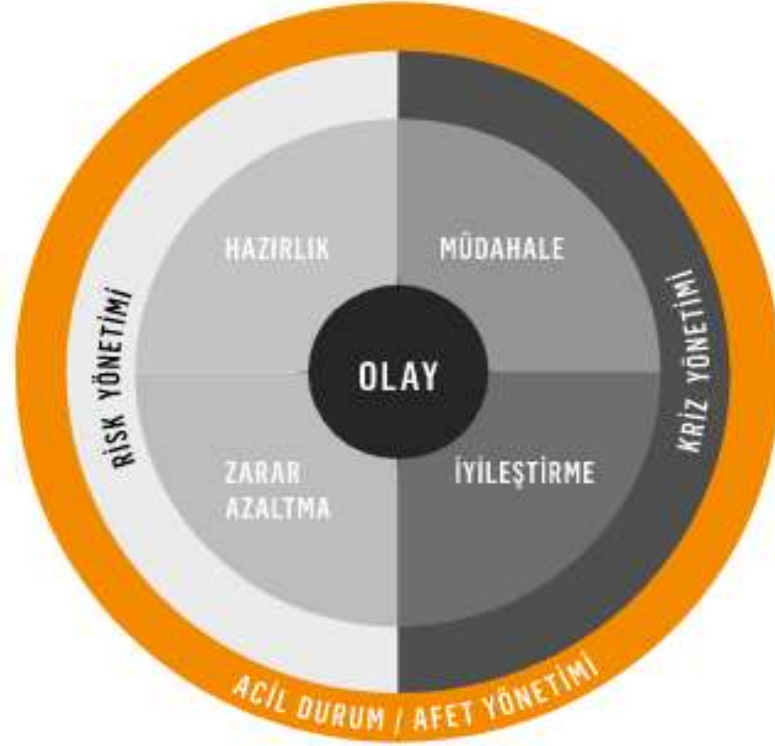 HAZIRLIK
MÜDAHALE
RİSK YÖNETİMİ
OLAY
KRİZ YÖNETİMİ
ZARAR
AZALTMA
İYİLEŞTİRME
ACİL DURUM / AFET YÖNETİMİ